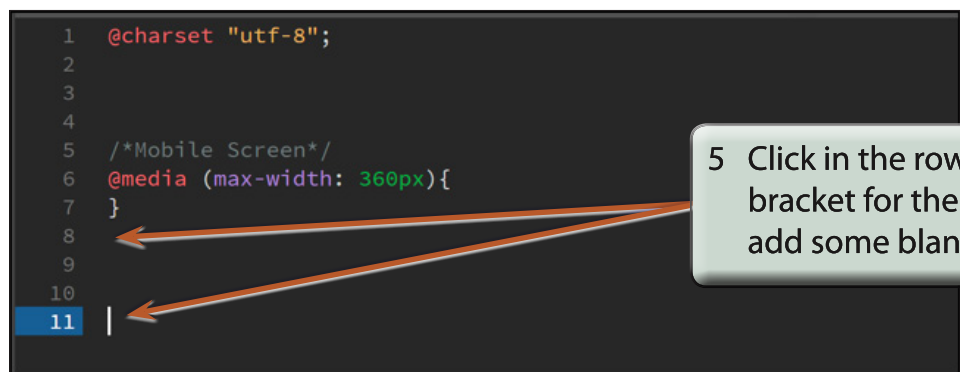 1 @charset "utf-8";
2
3
4
5 /*Mobile Screen*/
6 @media (max-width: 360px){
7 }
8
9
10
11
5 Click in the row
bracket for the
add some blan